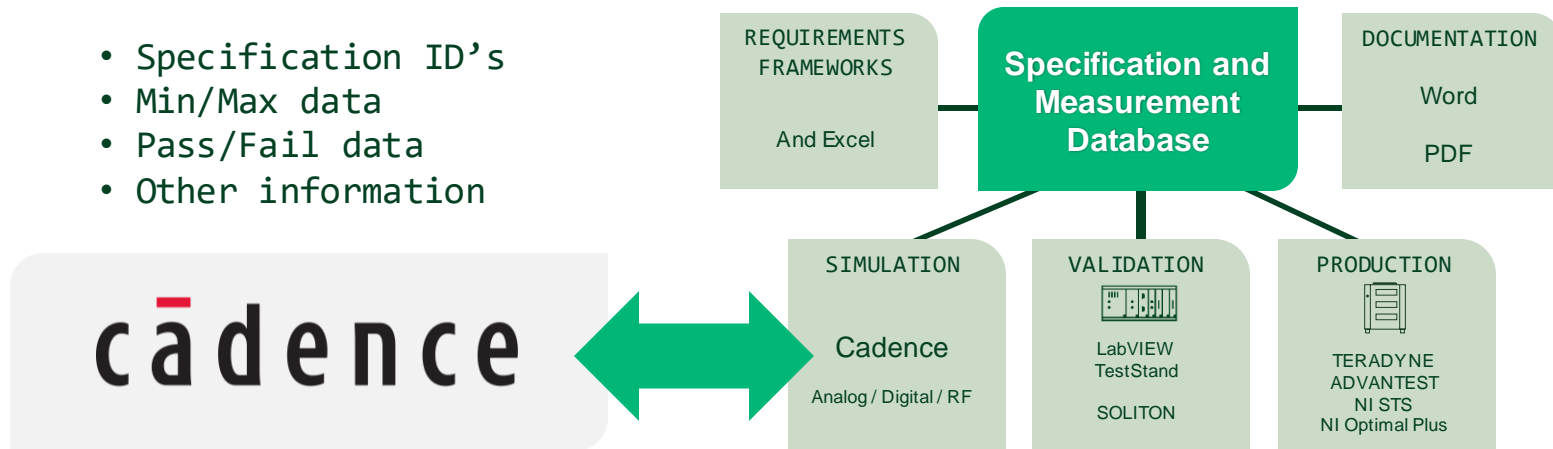 • Specification ID's
• Min/Max data
• Pass/Fail data
• Other information
cādence
REQUIREMENTS
FRAMEWORKS
And Excel
Specification and
Measurement
Database
DOCUMENTATION
Word
PDF
SIMULATION
Cadence
Analog / Digital / RF
VALIDATION
LabVIEW
TestStand
SOLITON
PRODUCTION
TERADYNE
ADVANTEST
NI STS
NI Optimal Plus